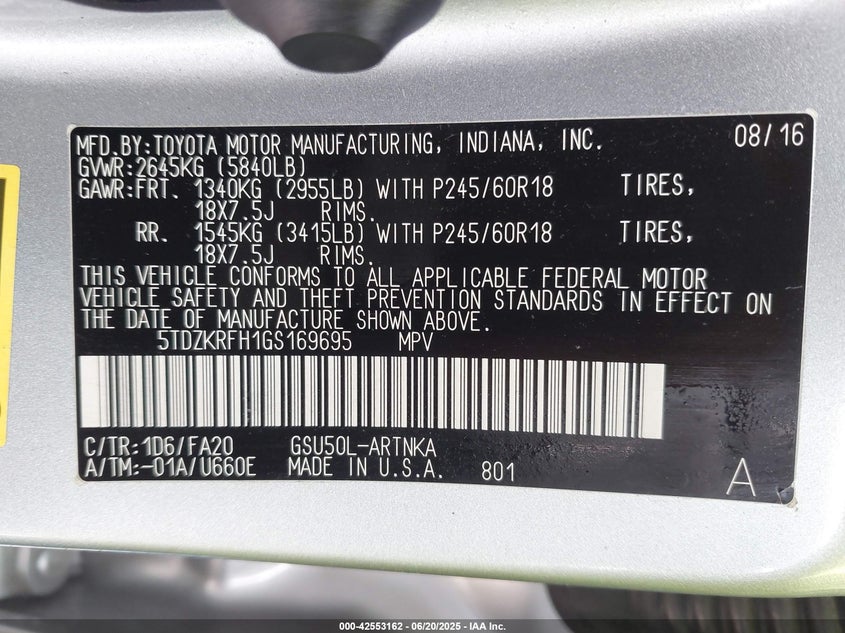 MFD.BY:TOYOTA MOTOR MANUFACTURING, INDIANA, INC. 08/16
GVWR:2645KG (5840LB)
GAWR:FRT. 1340KG (2955LB) WITH P245/60R18 TIRES,
18X7.5J RIMS.
RR. 1545KG (3415LB) WITH P245/60R18 TIRES,
18X7.5J RIMS.
THIS VEHICLE CONFORMS TO ALL APPLICABLE FEDERAL MOTOR
VEHICLE SAFETY AND THEFT PREVENTION STANDARDS IN EFFECT ON
THE DATE OF MANUFACTURE SHOWN ABOVE.
5TDZKRFH1GS169695 MPV
C/TR:1D6/FA20 GSU50L-ARTNKA
A/TM:-01A/U660E MADE IN U.S.A. 801 A
000-42553162 - 06/20/2025 - IAA Inc.